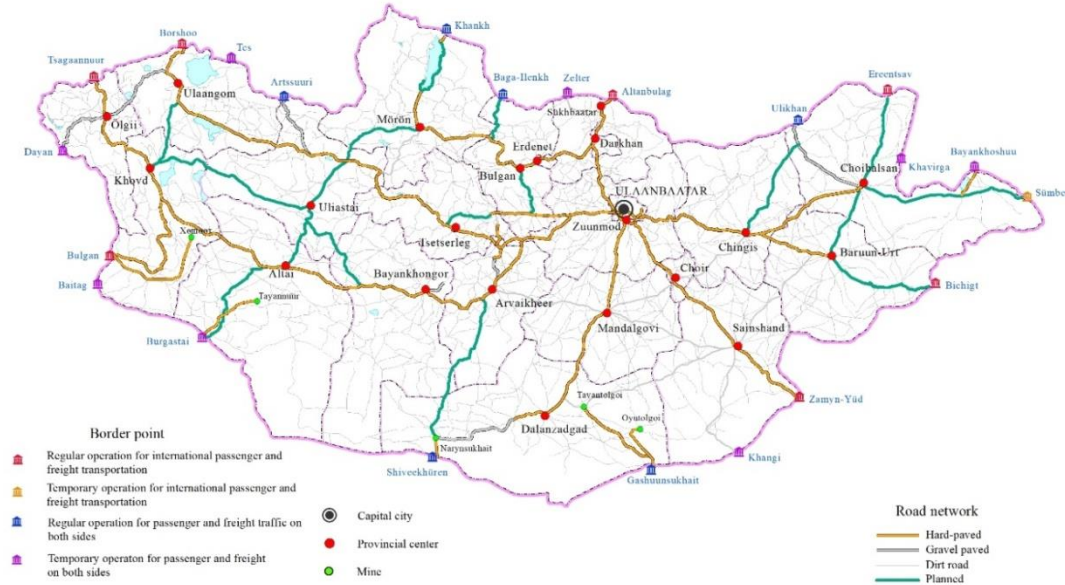 Khankh
Borshoo
Tes
Tsagaannuur
Ulaangom
Artssuuri
Baga-Ilenkh
Zelter
Altanbulag
Ereentsav
Ölgii
Mörön
Sükhbaatar
Ulikhan
Dayan
Erdenet
Darkhan
Khavirga
Bayankhoshuu
Khovd
Bulgan
Choibalsan
Uliastai
ULAANBAATAR
Sümber
Tsetserleg
Zuunmod
Chingis
Bulgan
Altai
Bayankhongor
Choir
Baruun-Urt
Baitag
Arvaikheer
Bichigt
Tayannuur
Mandalgovi
Burgastai
Sainshand
Tavantolgoi
Zamyn-Yüd
Oyutolgoi
Dalanzadgad
Narynsukhait
Khangi
Shiveekhüren
Gashuunsukhait
Border point
Regular operation for international passenger and
freight transportation
Temporary operation for international passenger and
freight transportation
Regular operation for passenger and freight traffic on
both sides
Temporary operaton for passenger and freight
on both sides
Capital city
Provincial center
Mine
Road network
Hard-paved
Gravel paved
Dirt road
Planned